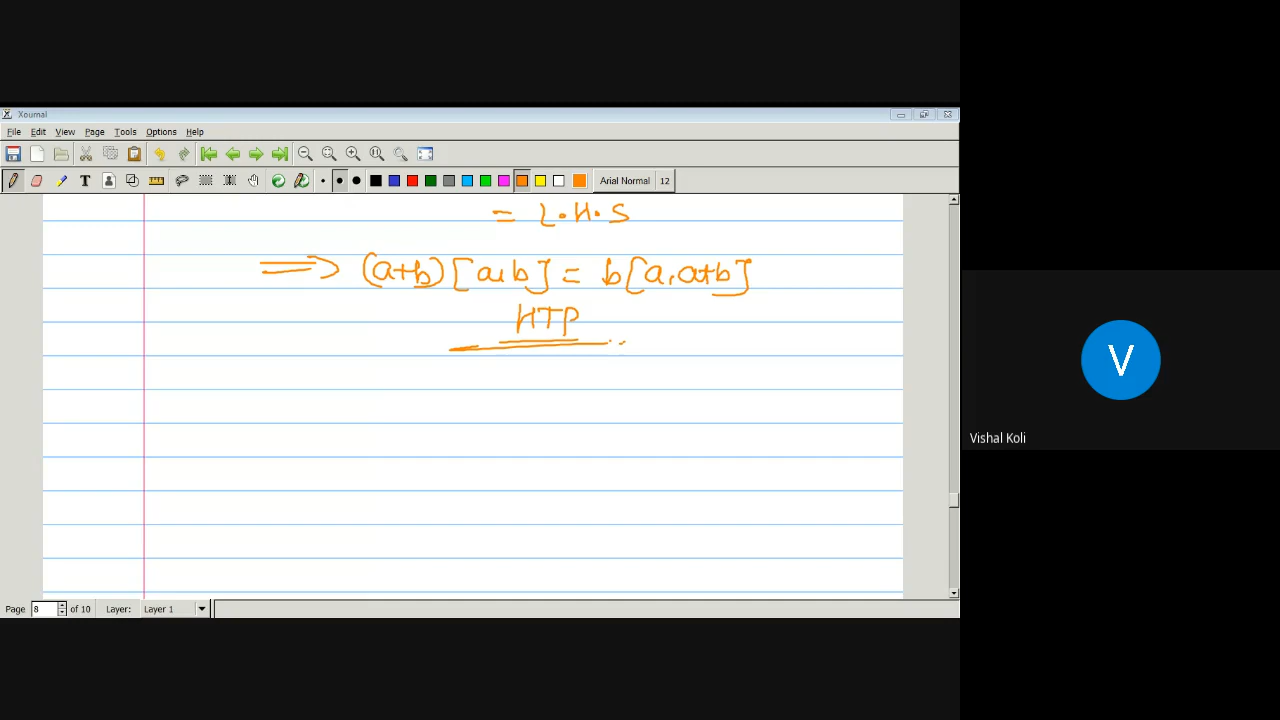 Xournal
File Edit View Page Tools Options Help
T Arial Normal 12
= L.H.S
⟹ (a+b)[a,b] = b[a,a+b]
HTP
Page 8 of 10 Layer: Layer 1
V
Vishal Koli